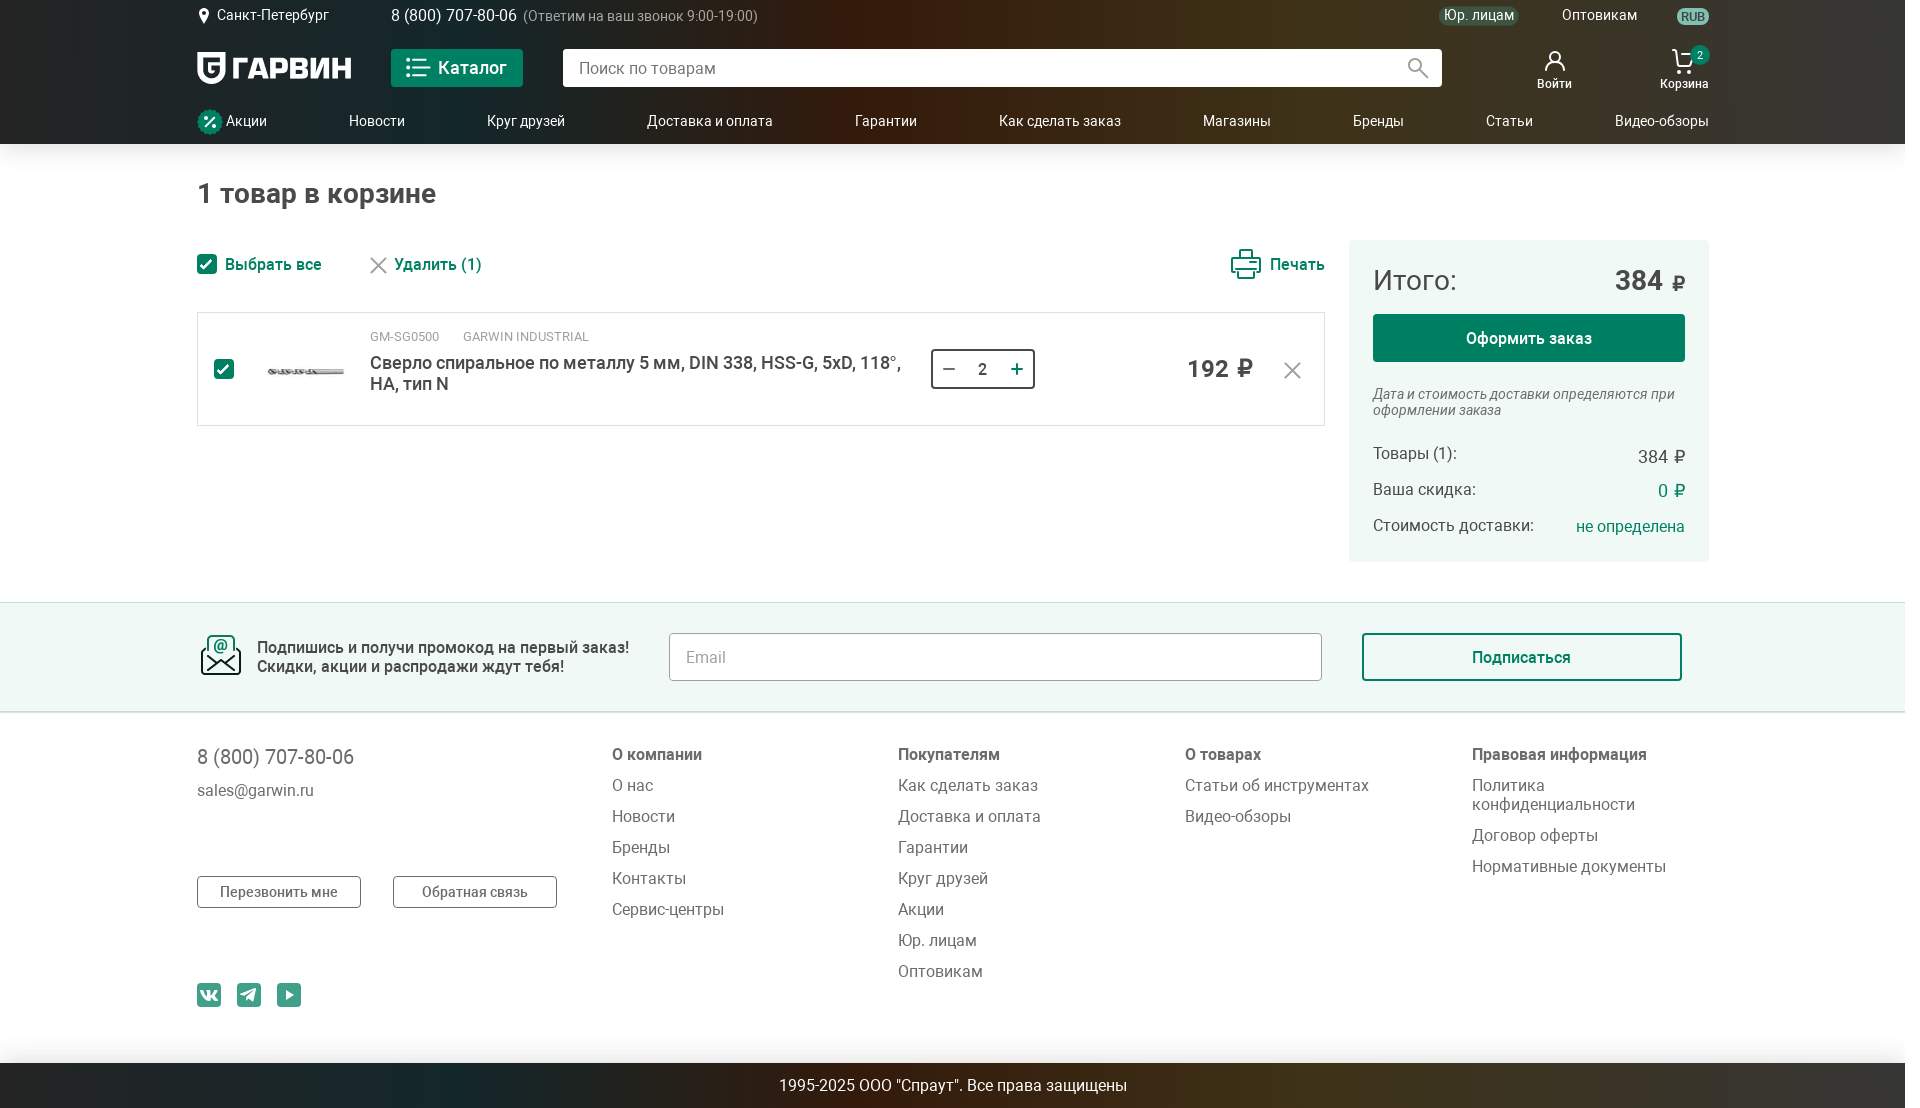 Санкт-Петербург
8 (800) 707-80-06 (Ответим на ваш звонок 9:00-19:00)
Юр. лицам
Оптовикам
RUB
ГАРВИН
Каталог
Поиск по товарам
Войти
2
Корзина
Акции
Новости
Круг друзей
Доставка и оплата
Гарантии
Как сделать заказ
Магазины
Бренды
Статьи
Видео-обзоры
1 товар в корзине
Выбрать все
Удалить (1)
Печать
GM-SG0500 GARWIN INDUSTRIAL
Сверло спиральное по металлу 5 мм, DIN 338, HSS-G, 5xD, 118°,
HA, тип N
2
192 ₽
Итого: 384 ₽
Оформить заказ
Дата и стоимость доставки определяются при
оформлении заказа
Товары (1): 384 ₽
Ваша скидка: 0 ₽
Стоимость доставки: не определена
Подпишись и получи промокод на первый заказ!
Скидки, акции и распродажи ждут тебя!
Email
Подписаться
8 (800) 707-80-06
sales@garwin.ru
Перезвонить мне
Обратная связь
О компании
О нас
Новости
Бренды
Контакты
Сервис-центры
Покупателям
Как сделать заказ
Доставка и оплата
Гарантии
Круг друзей
Акции
Юр. лицам
Оптовикам
О товарах
Статьи об инструментах
Видео-обзоры
Правовая информация
Политика
конфиденциальности
Договор оферты
Нормативные документы
1995-2025 ООО "Спраут". Все права защищены